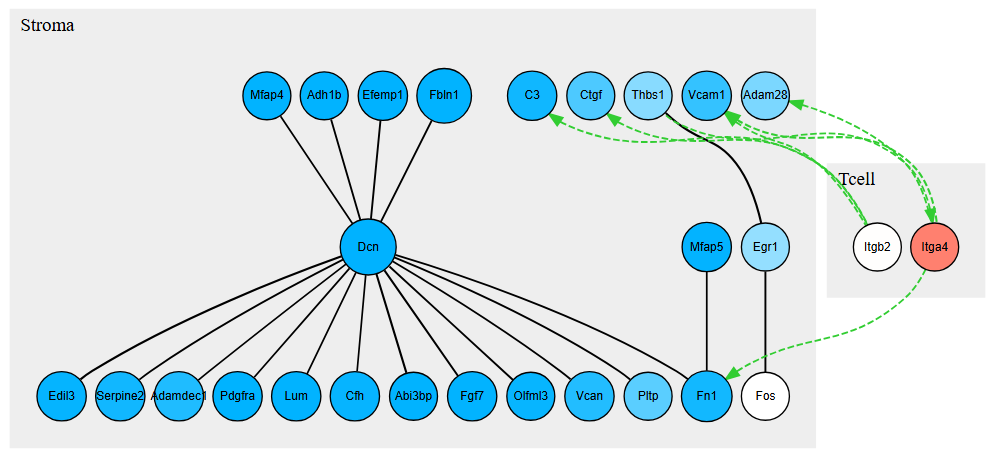 Stroma
Mfap4 Adh1b Efemp1 Fbln1 C3 Ctgf Thbs1 Vcam1 Adam28
Tcell
Dcn Mfap5 Egr1 Itgb2 Itga4
Edil3 Serpine2 Adamdec1 Pdgfra Lum Cfh Abi3bp Fgf7 Olfml3 Vcan Pltp Fn1 Fos